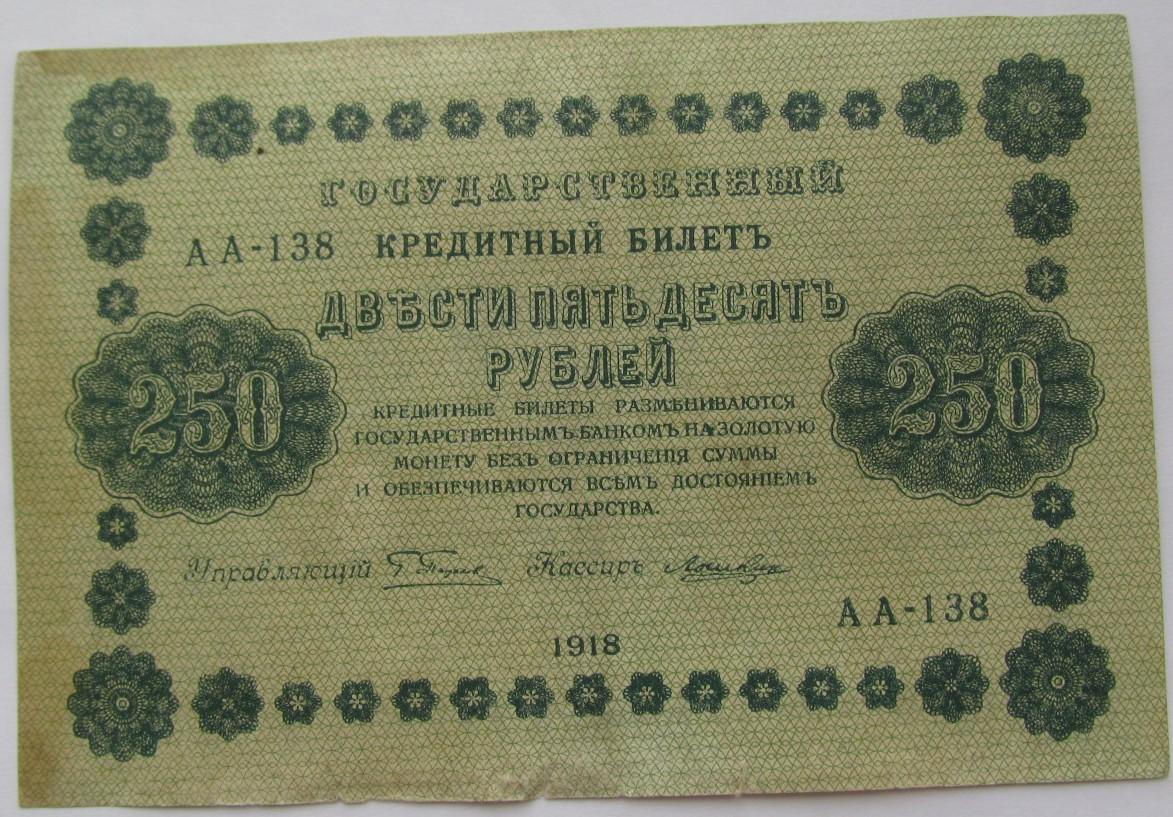 ГОСУДАРСТВЕННЫЙ
АА-138 КРЕДИТНЫЙ БИЛЕТЪ
ДВѢСТИ ПЯТЬДЕСЯТЪ
РУБЛЕЙ
250 250
КРЕДИТНЫЕ БИЛЕТЫ РАЗМѢНИВАЮТСЯ
ГОСУДАРСТВЕННЫМЪ БАНКОМЪ НА ЗОЛОТУЮ
МОНЕТУ БЕЗЪ ОГРАНИЧЕНІЯ СУММЫ
И ОБЕЗПЕЧИВАЮТСЯ ВСѢМЪ ДОСТОЯНІЕМЪ
ГОСУДАРСТВА.
Управляющій Кассиръ
АА-138
1918